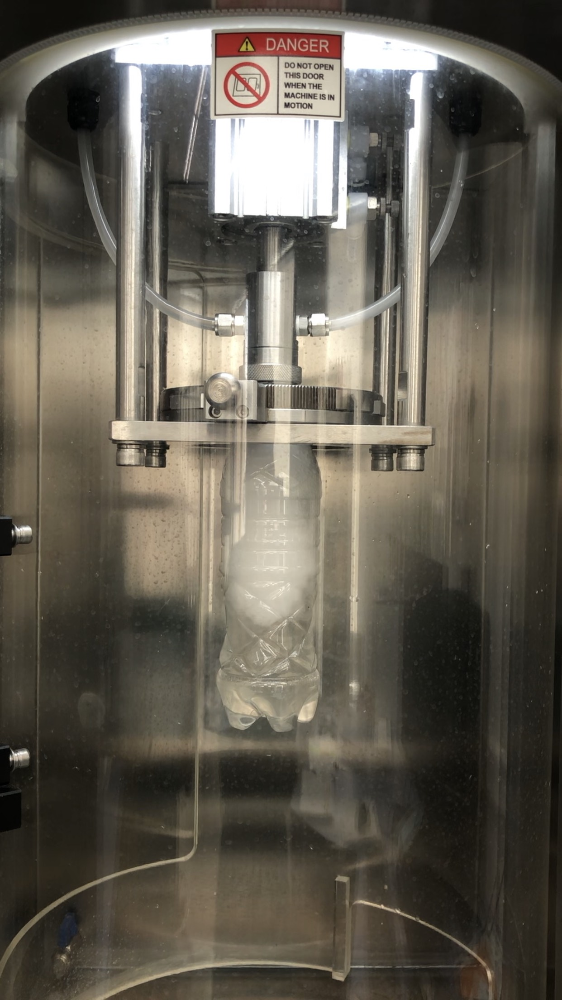 DANGER
DO NOT OPEN
THIS DOOR
WHEN THE
MACHINE IS IN
MOTION